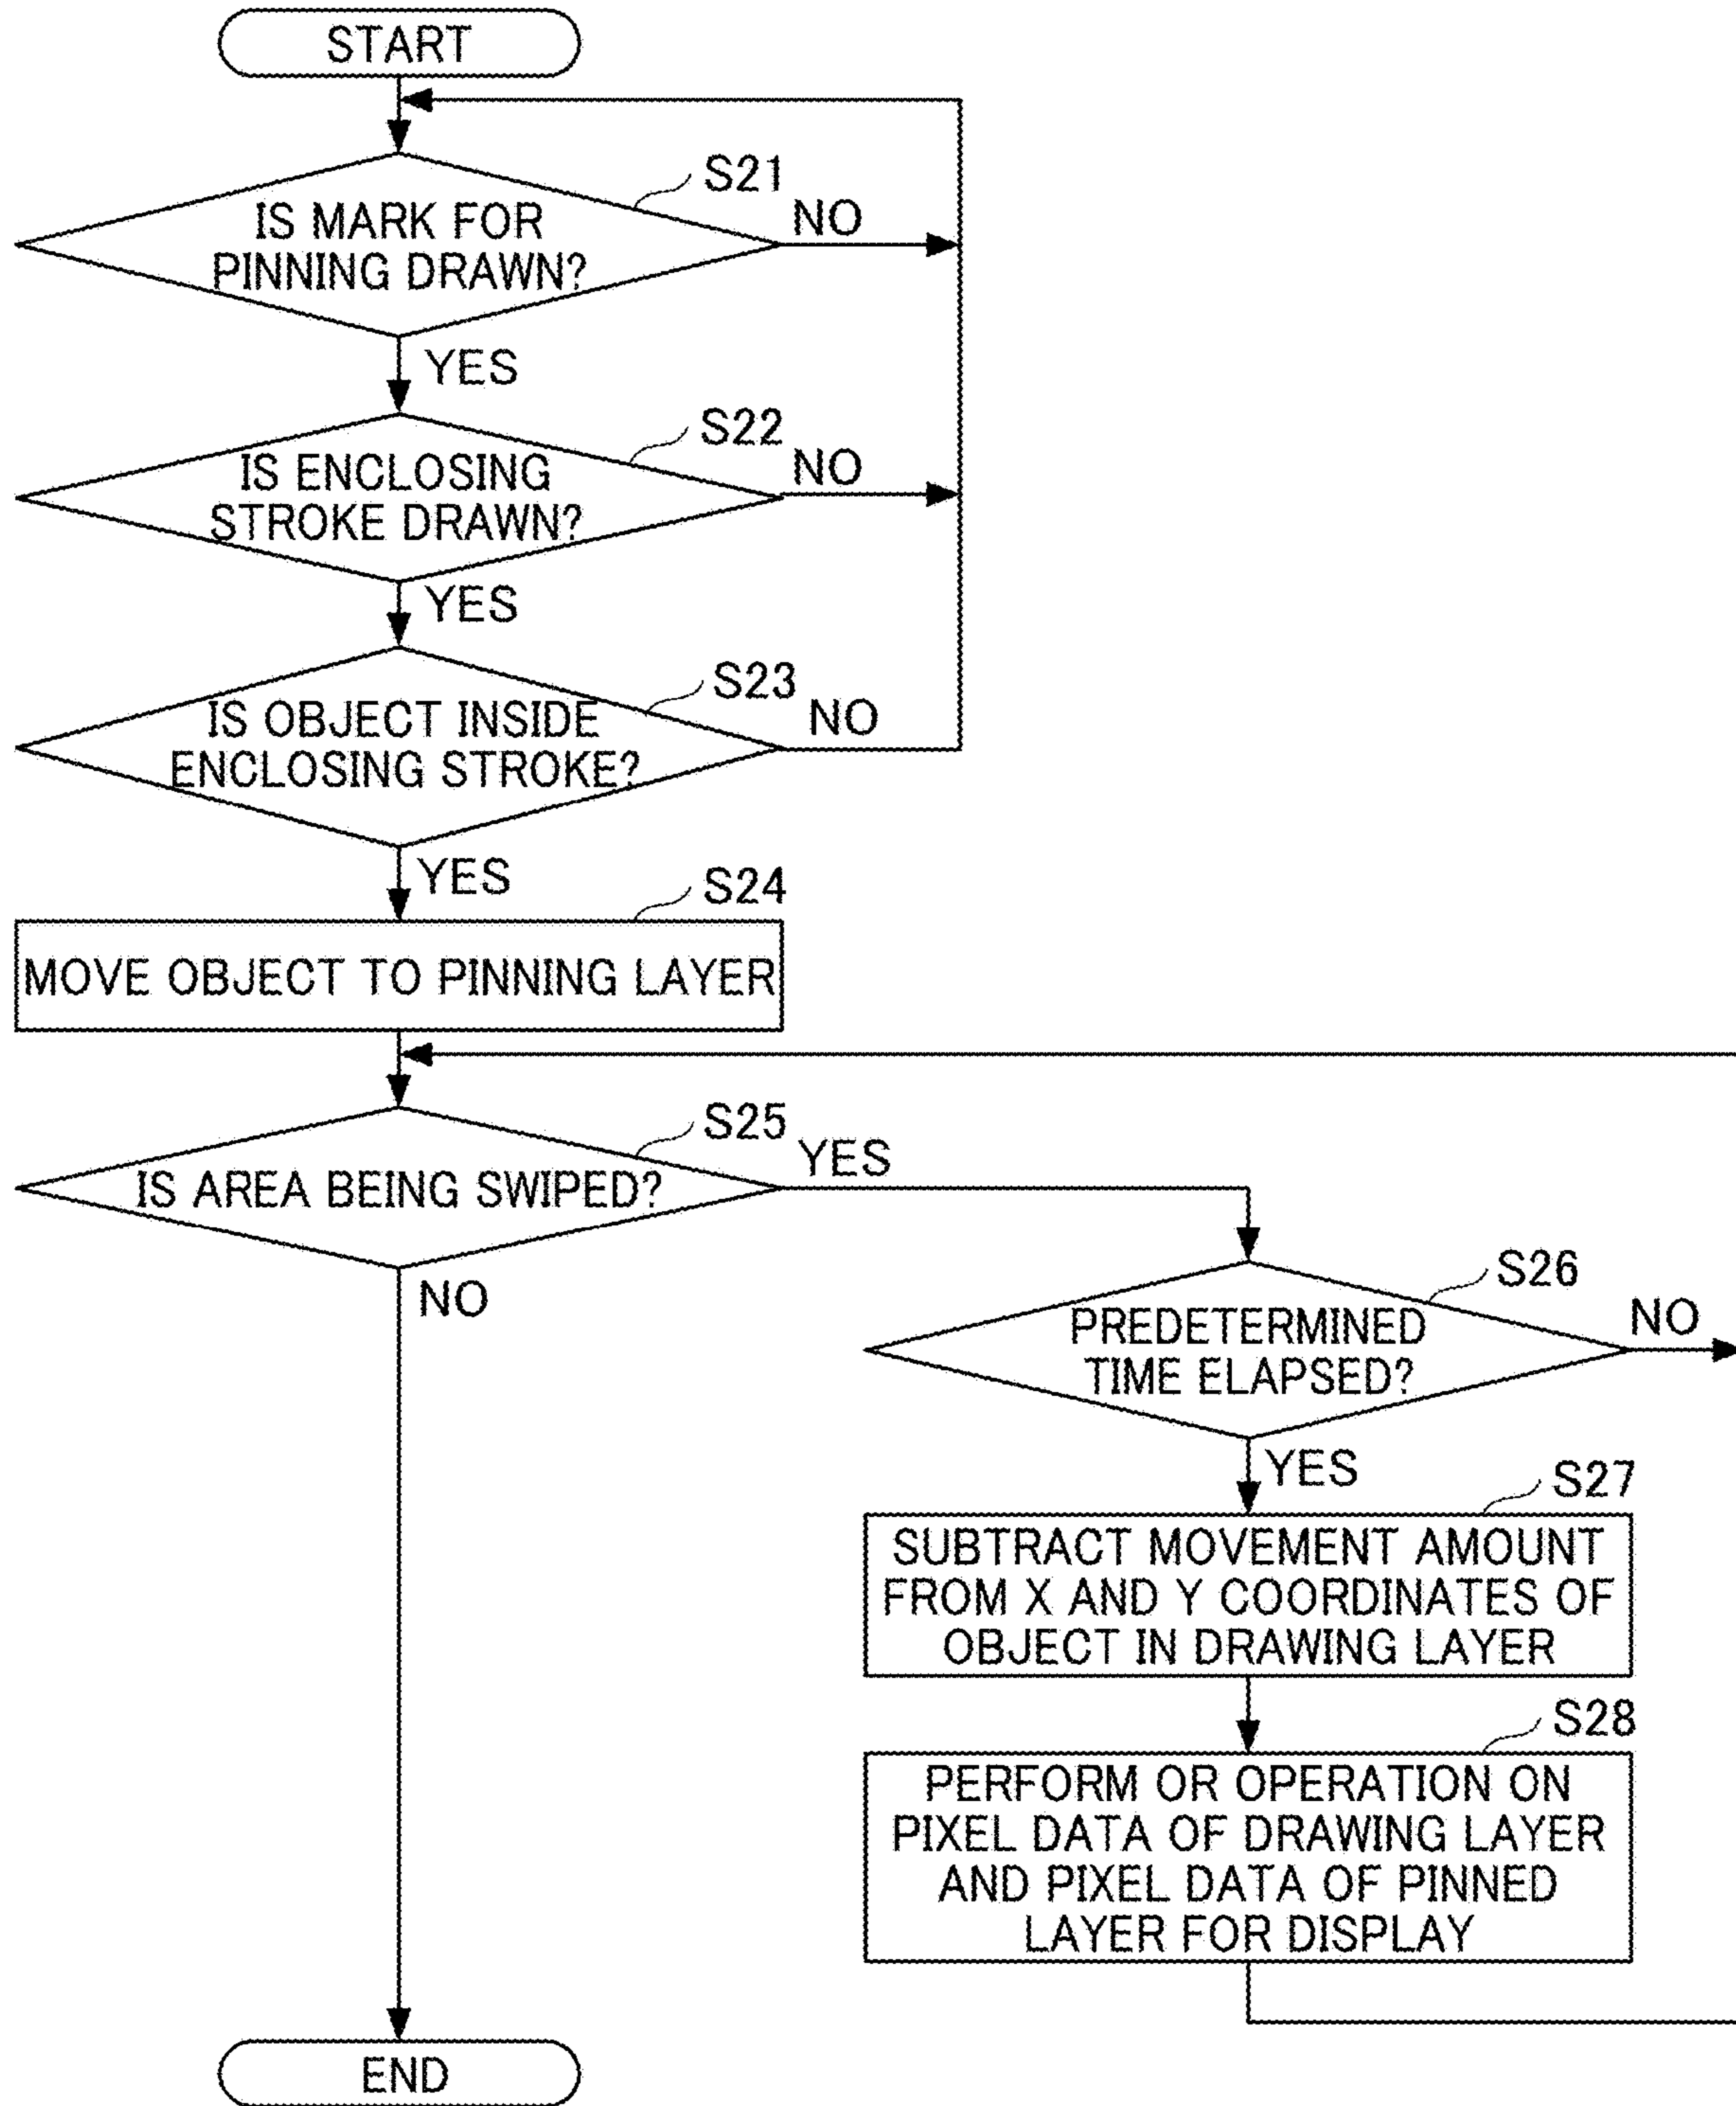 START
S21
IS MARK FOR
PINNING DRAWN?
NO
YES
S22
IS ENCLOSING
STROKE DRAWN?
NO
YES
S23
IS OBJECT INSIDE
ENCLOSING STROKE?
NO
YES
S24
MOVE OBJECT TO PINNING LAYER
S25
IS AREA BEING SWIPED?
YES
NO
S26
PREDETERMINED
TIME ELAPSED?
NO
YES
S27
SUBTRACT MOVEMENT AMOUNT
FROM X AND Y COORDINATES OF
OBJECT IN DRAWING LAYER
S28
PERFORM OR OPERATION ON
PIXEL DATA OF DRAWING LAYER
AND PIXEL DATA OF PINNED
LAYER FOR DISPLAY
END